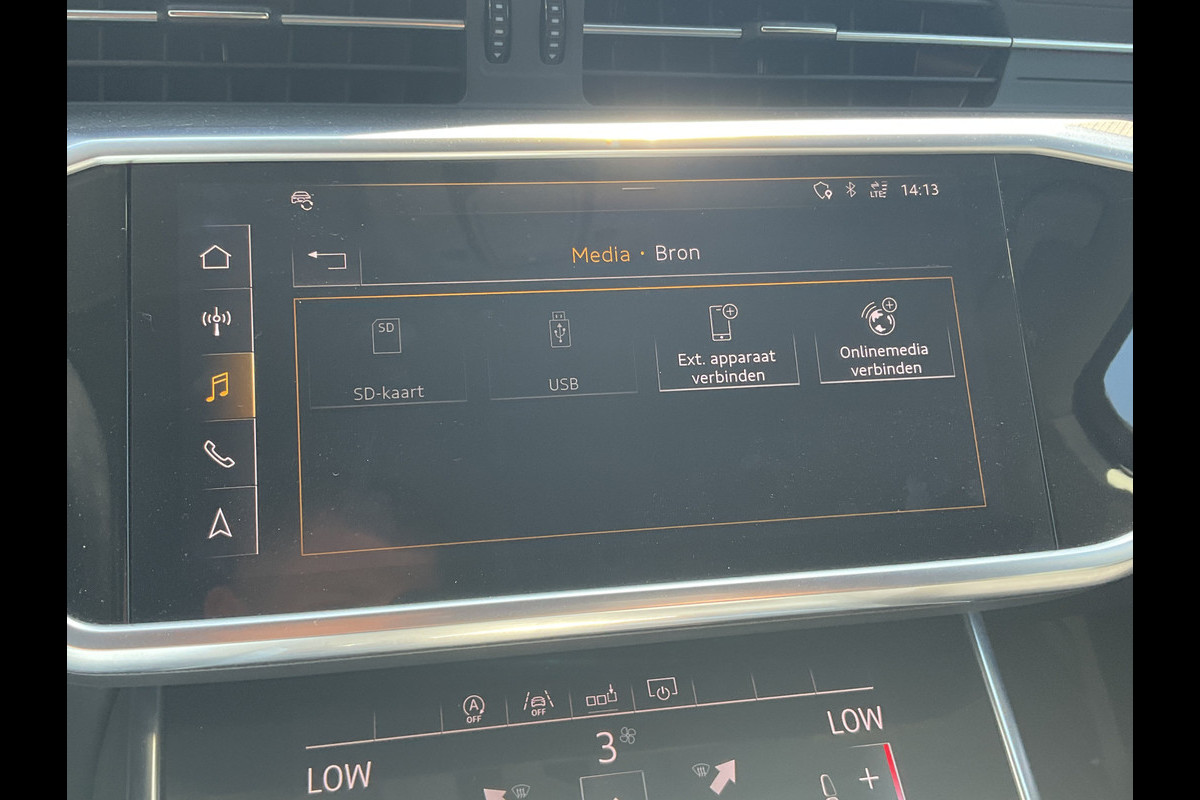 LTE 14:13
Media · Bron
SD
SD-kaart
USB
Ext. apparaat
verbinden
Onlinemedia
verbinden
A
OFF
OFF
3
LOW
LOW
+